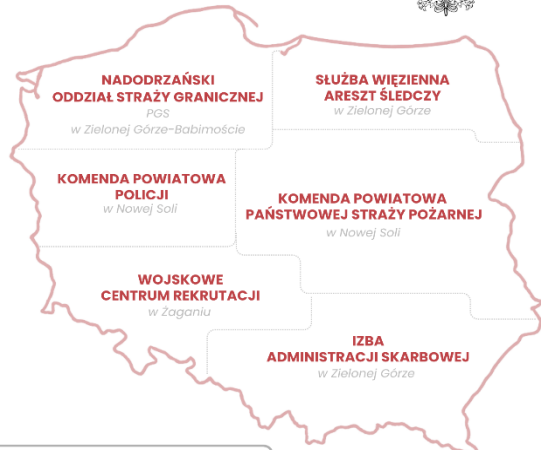 NADODRZAŃSKI
ODDZIAŁ STRAŻY GRANICZNEJ
PGS
w Zielonej Górze-Babimoście
SŁUŻBA WIĘZIENNA
ARESZT ŚLEDCZY
w Zielonej Górze
KOMENDA POWIATOWA
POLICJI
w Nowej Soli
KOMENDA POWIATOWA
PAŃSTWOWEJ STRAŻY POŻARNEJ
w Nowej Soli
WOJSKOWE
CENTRUM REKRUTACJI
w Żaganiu
IZBA
ADMINISTRACJI SKARBOWEJ
w Zielonej Górze